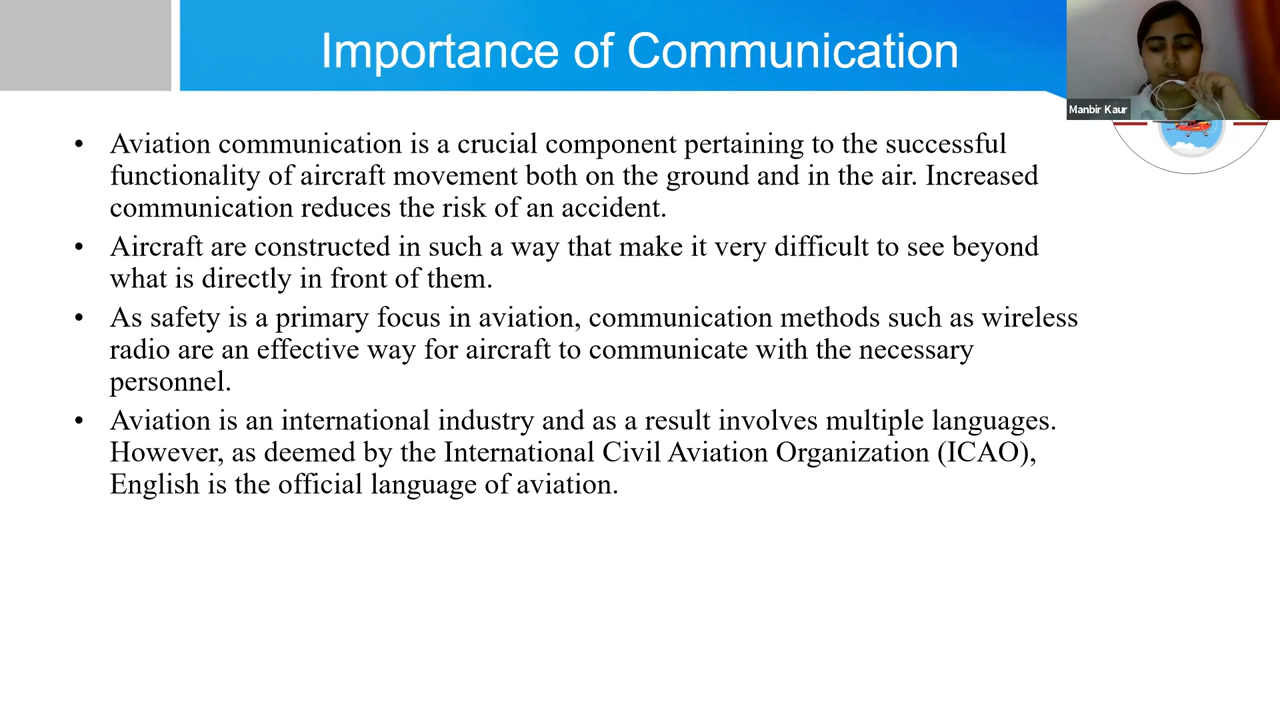 Importance of Communication
Manbir Kaur
• Aviation communication is a crucial component pertaining to the successful
functionality of aircraft movement both on the ground and in the air. Increased
communication reduces the risk of an accident.
• Aircraft are constructed in such a way that make it very difficult to see beyond
what is directly in front of them.
• As safety is a primary focus in aviation, communication methods such as wireless
radio are an effective way for aircraft to communicate with the necessary
personnel.
• Aviation is an international industry and as a result involves multiple languages.
However, as deemed by the International Civil Aviation Organization (ICAO),
English is the official language of aviation.